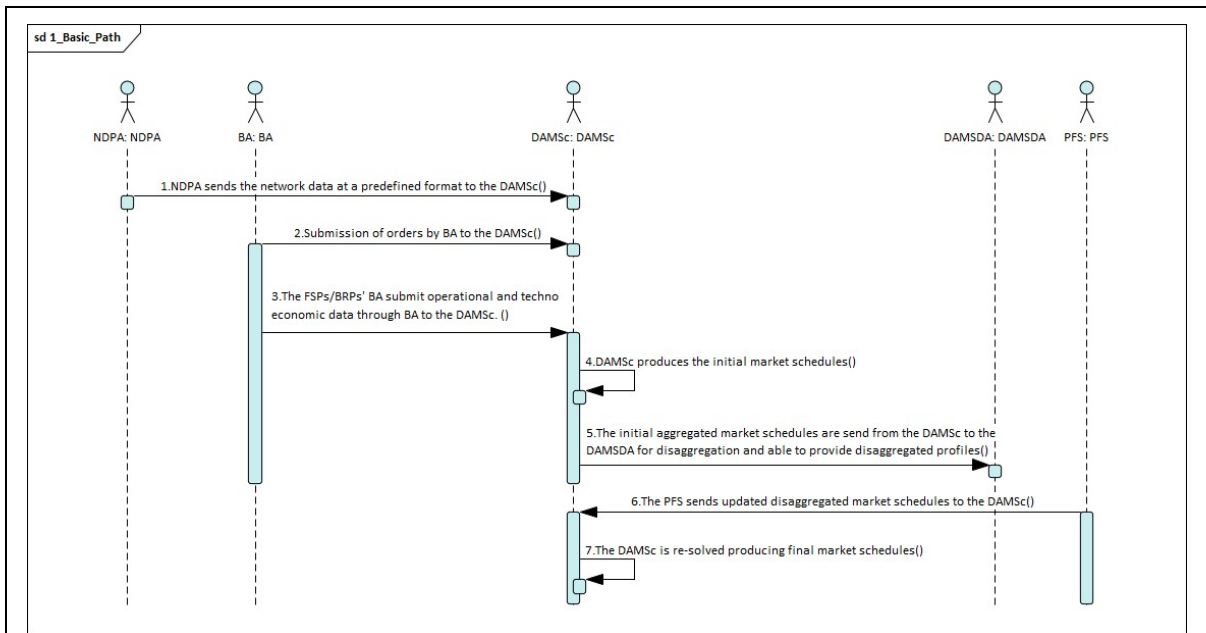 sd 1_Basic_Path
NDPA: NDPA
BA: BA
DAMSc: DAMSc
DAMSDA: DAMSDA
PFS: PFS
1.NDPA sends the network data at a predefined format to the DAMSc()
2.Submission of orders by BA to the DAMSc()
3.The FSPs/BRPs' BA submit operational and techno
economic data through BA to the DAMSc. ()
4.DAMSc produces the initial market schedules()
5.The initial aggregated market schedules are send from the DAMSc to the
DAMSDA for disaggregation and able to provide disaggregated profiles()
6.The PFS sends updated disaggregated market schedules to the DAMSc()
7.The DAMSc is re-solved producing final market schedules()